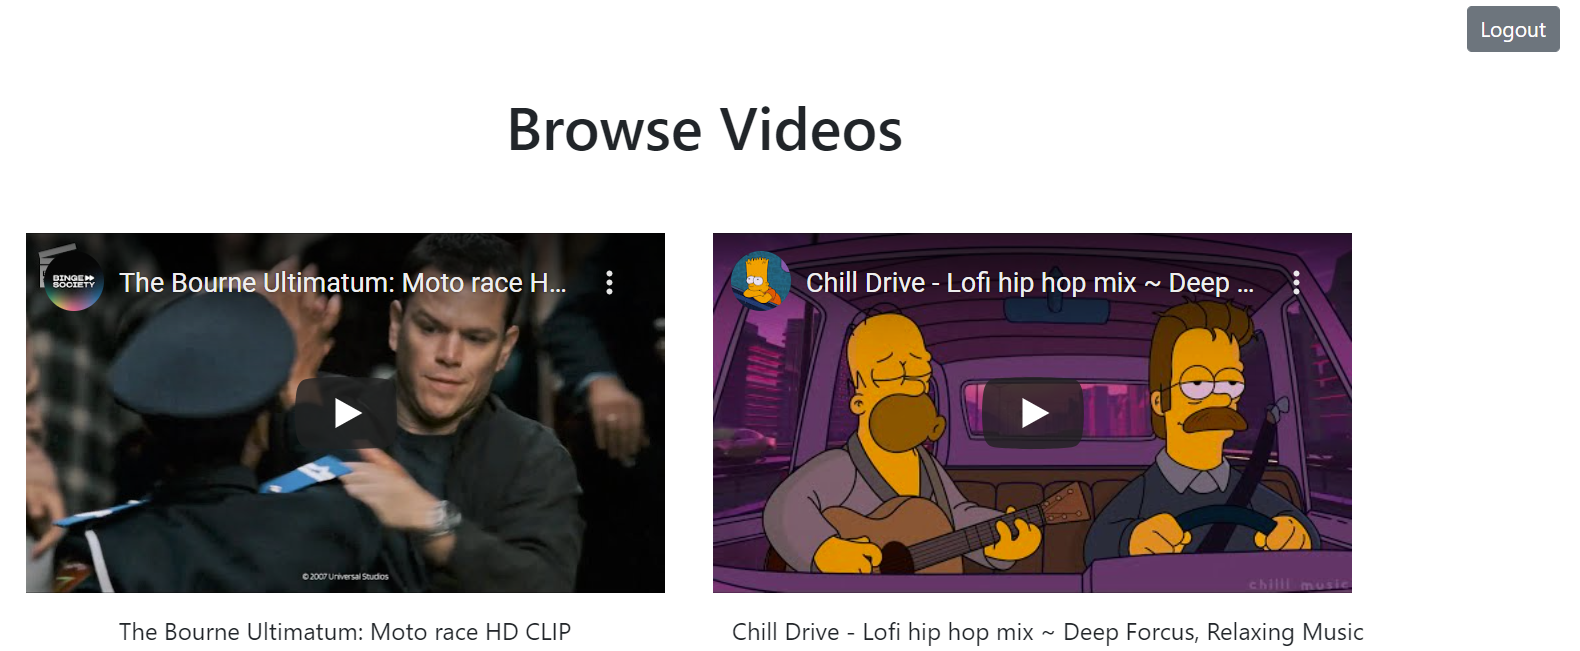 Logout
Browse Videos
BINGE
SOCIETY
The Bourne Ultimatum: Moto race H...
Chill Drive - Lofi hip hop mix ~ Deep ...
© 2007 Universal Studios
chilll music
The Bourne Ultimatum: Moto race HD CLIP
Chill Drive - Lofi hip hop mix ~ Deep Forcus, Relaxing Music